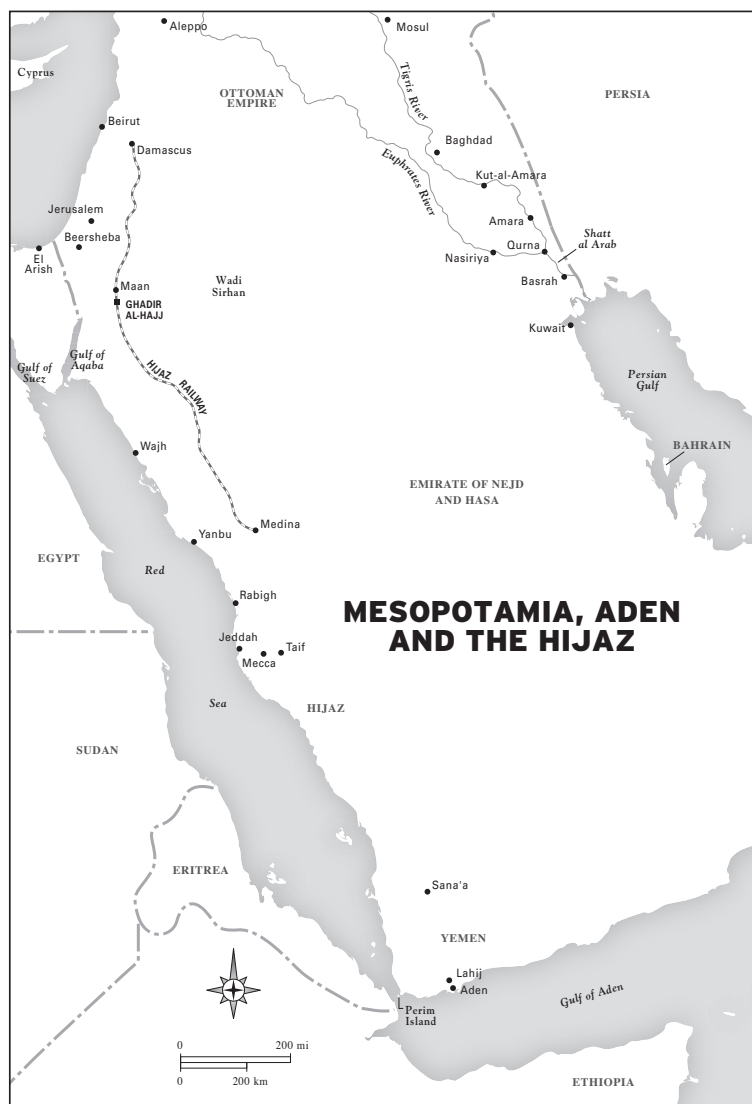 Aleppo
Mosul
Cyprus
Tigris River
OTTOMAN
EMPIRE
PERSIA
Beirut
Damascus
Baghdad
Euphrates River
Kut-al-Amara
Jerusalem
Beersheba
El
Arish
Amara
Qurna
Shatt
al Arab
Nasiriya
Basrah
Maan
GHADIR
AL-HAJJ
Wadi
Sirhan
Kuwait
Gulf of
Suez
Gulf of
Aqaba
HIJAZ RAILWAY
Persian
Gulf
Wajh
BAHRAIN
EMIRATE OF NEJD
AND HASA
Medina
Yanbu
EGYPT
Red
Rabigh
MESOPOTAMIA, ADEN
AND THE HIJAZ
Jeddah
Mecca
Taif
Sea
HIJAZ
SUDAN
ERITREA
Sana'a
YEMEN
Lahij
Aden
Gulf of Aden
Perim
Island
0 200 mi
0 200 km
ETHIOPIA